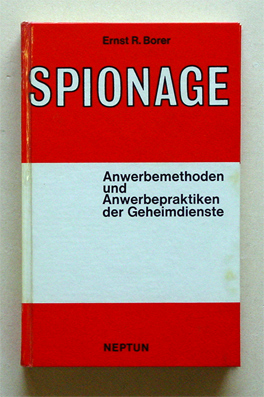 Ernst R. Borer
SPIONAGE
Anwerbemethoden
und
Anwerbepraktiken
der Geheimdienste
NEPTUN